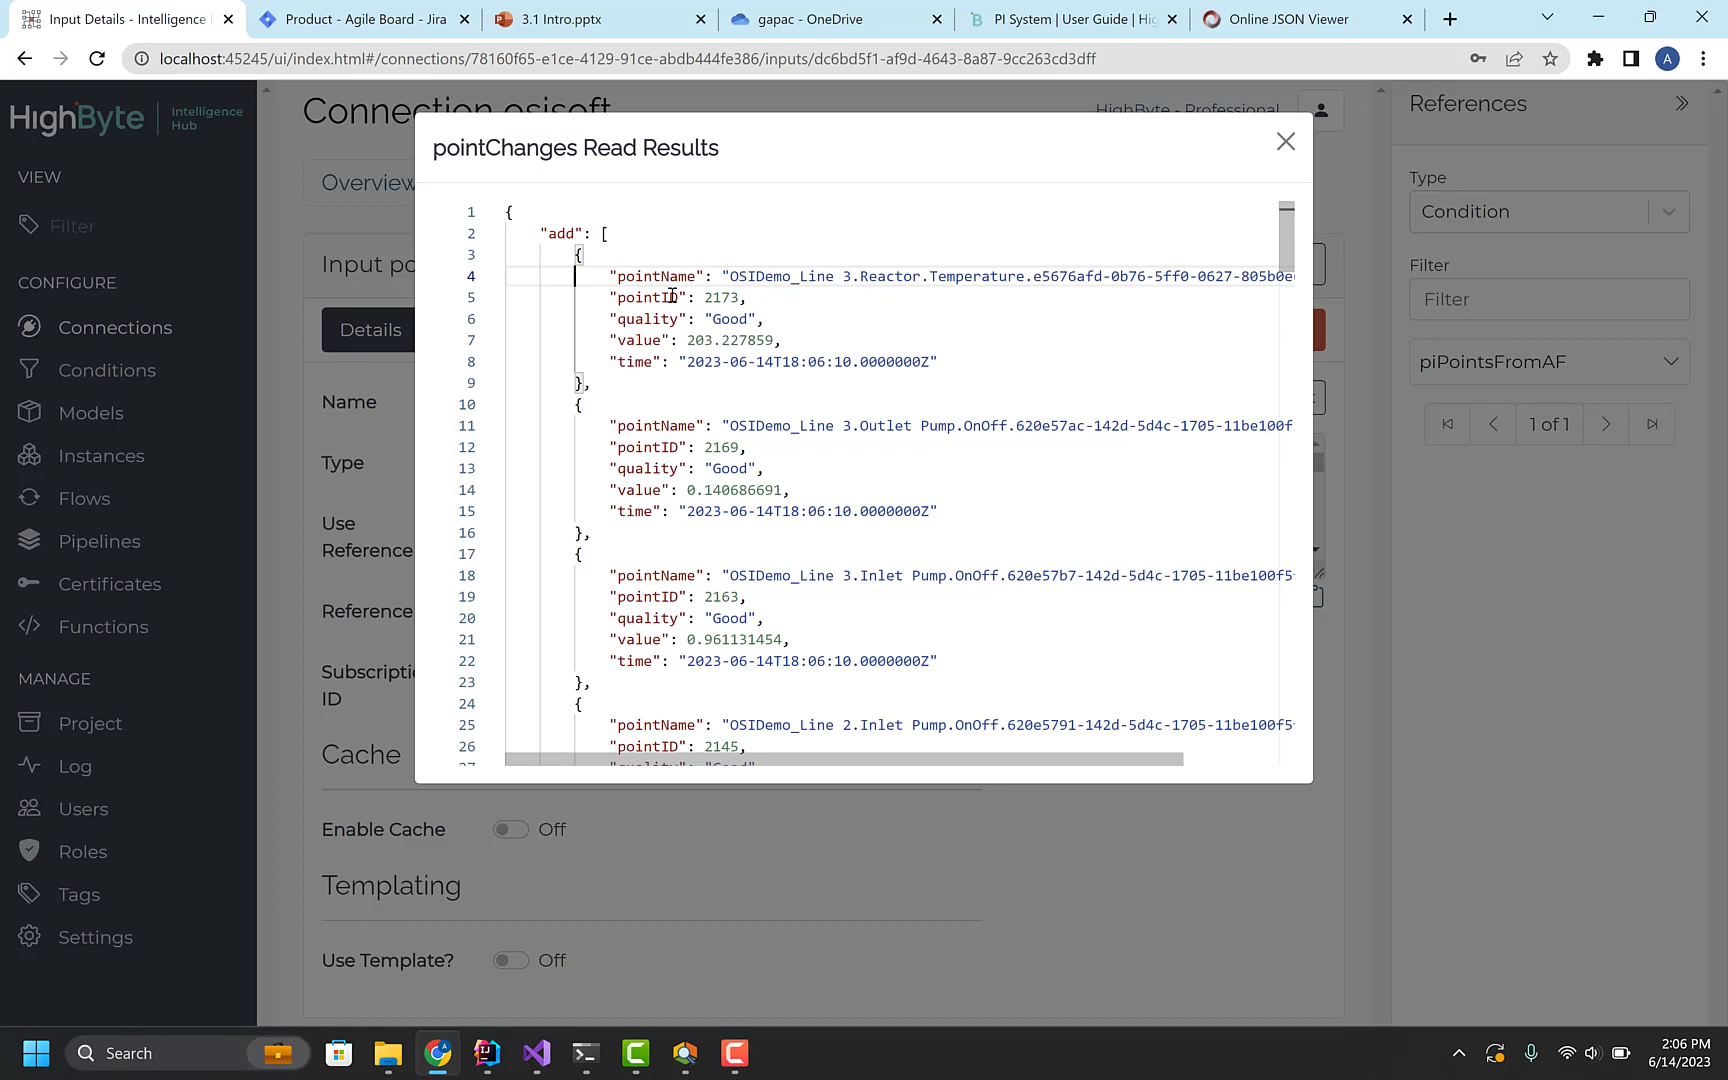 Input Details - Intelligence
Product - Agile Board - Jira
3.1 Intro.pptx
gapac - OneDrive
PI System | User Guide | Hig
Online JSON Viewer
localhost:45245/ui/index.html#/connections/78160f65-e1ce-4129-91ce-abdb444fe386/inputs/dc6bd5f1-af9d-4643-8a87-9cc263cd3dff
A
HighByte
Intelligence
Hub
VIEW
Filter
CONFIGURE
Connections
Conditions
Models
Instances
Flows
Pipelines
Certificates
Functions
MANAGE
Project
Log
Users
Roles
Tags
Settings
Connection osisoft
HighByte - Professional
Overview
Input po
Details
Name
Type
Use
Reference
Reference
Subscripti
ID
Cache
Enable Cache
Off
Templating
Use Template?
Off
pointChanges Read Results
1 {
2 "add": [
3 {
4 "pointName": "OSIDemo_Line 3.Reactor.Temperature.e5676afd-0b76-5ff0-0627-805b0e
5 "pointID": 2173,
6 "quality": "Good",
7 "value": 203.227859,
8 "time": "2023-06-14T18:06:10.0000000Z"
9 },
10 {
11 "pointName": "OSIDemo_Line 3.Outlet Pump.OnOff.620e57ac-142d-5d4c-1705-11be100f
12 "pointID": 2169,
13 "quality": "Good",
14 "value": 0.140686691,
15 "time": "2023-06-14T18:06:10.0000000Z"
16 },
17 {
18 "pointName": "OSIDemo_Line 3.Inlet Pump.OnOff.620e57b7-142d-5d4c-1705-11be100f5
19 "pointID": 2163,
20 "quality": "Good",
21 "value": 0.961131454,
22 "time": "2023-06-14T18:06:10.0000000Z"
23 },
24 {
25 "pointName": "OSIDemo_Line 2.Inlet Pump.OnOff.620e5791-142d-5d4c-1705-11be100f5
26 "pointID": 2145,
27 "quality": "Good"
References
Type
Condition
Filter
Filter
piPointsFromAF
1 of 1
Search
2:06 PM
6/14/2023